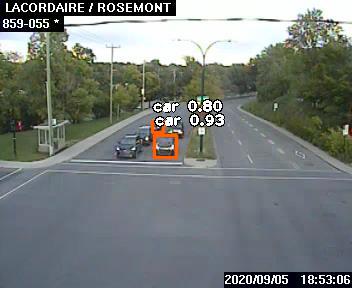 LACORDAIRE / ROSEMONT
859-055 *
car 0.80
car 0.93
2020/09/05 18:53:06